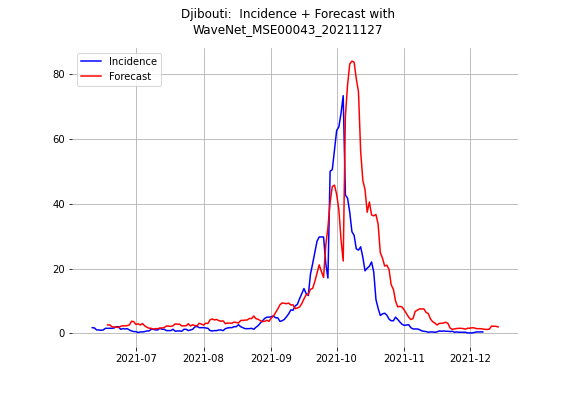 Djibouti:  Incidence + Forecast with
WaveNet_MSE00043_20211127
Incidence
Forecast
80
60
40
20
0
2021-07
2021-08
2021-09
2021-10
2021-11
2021-12